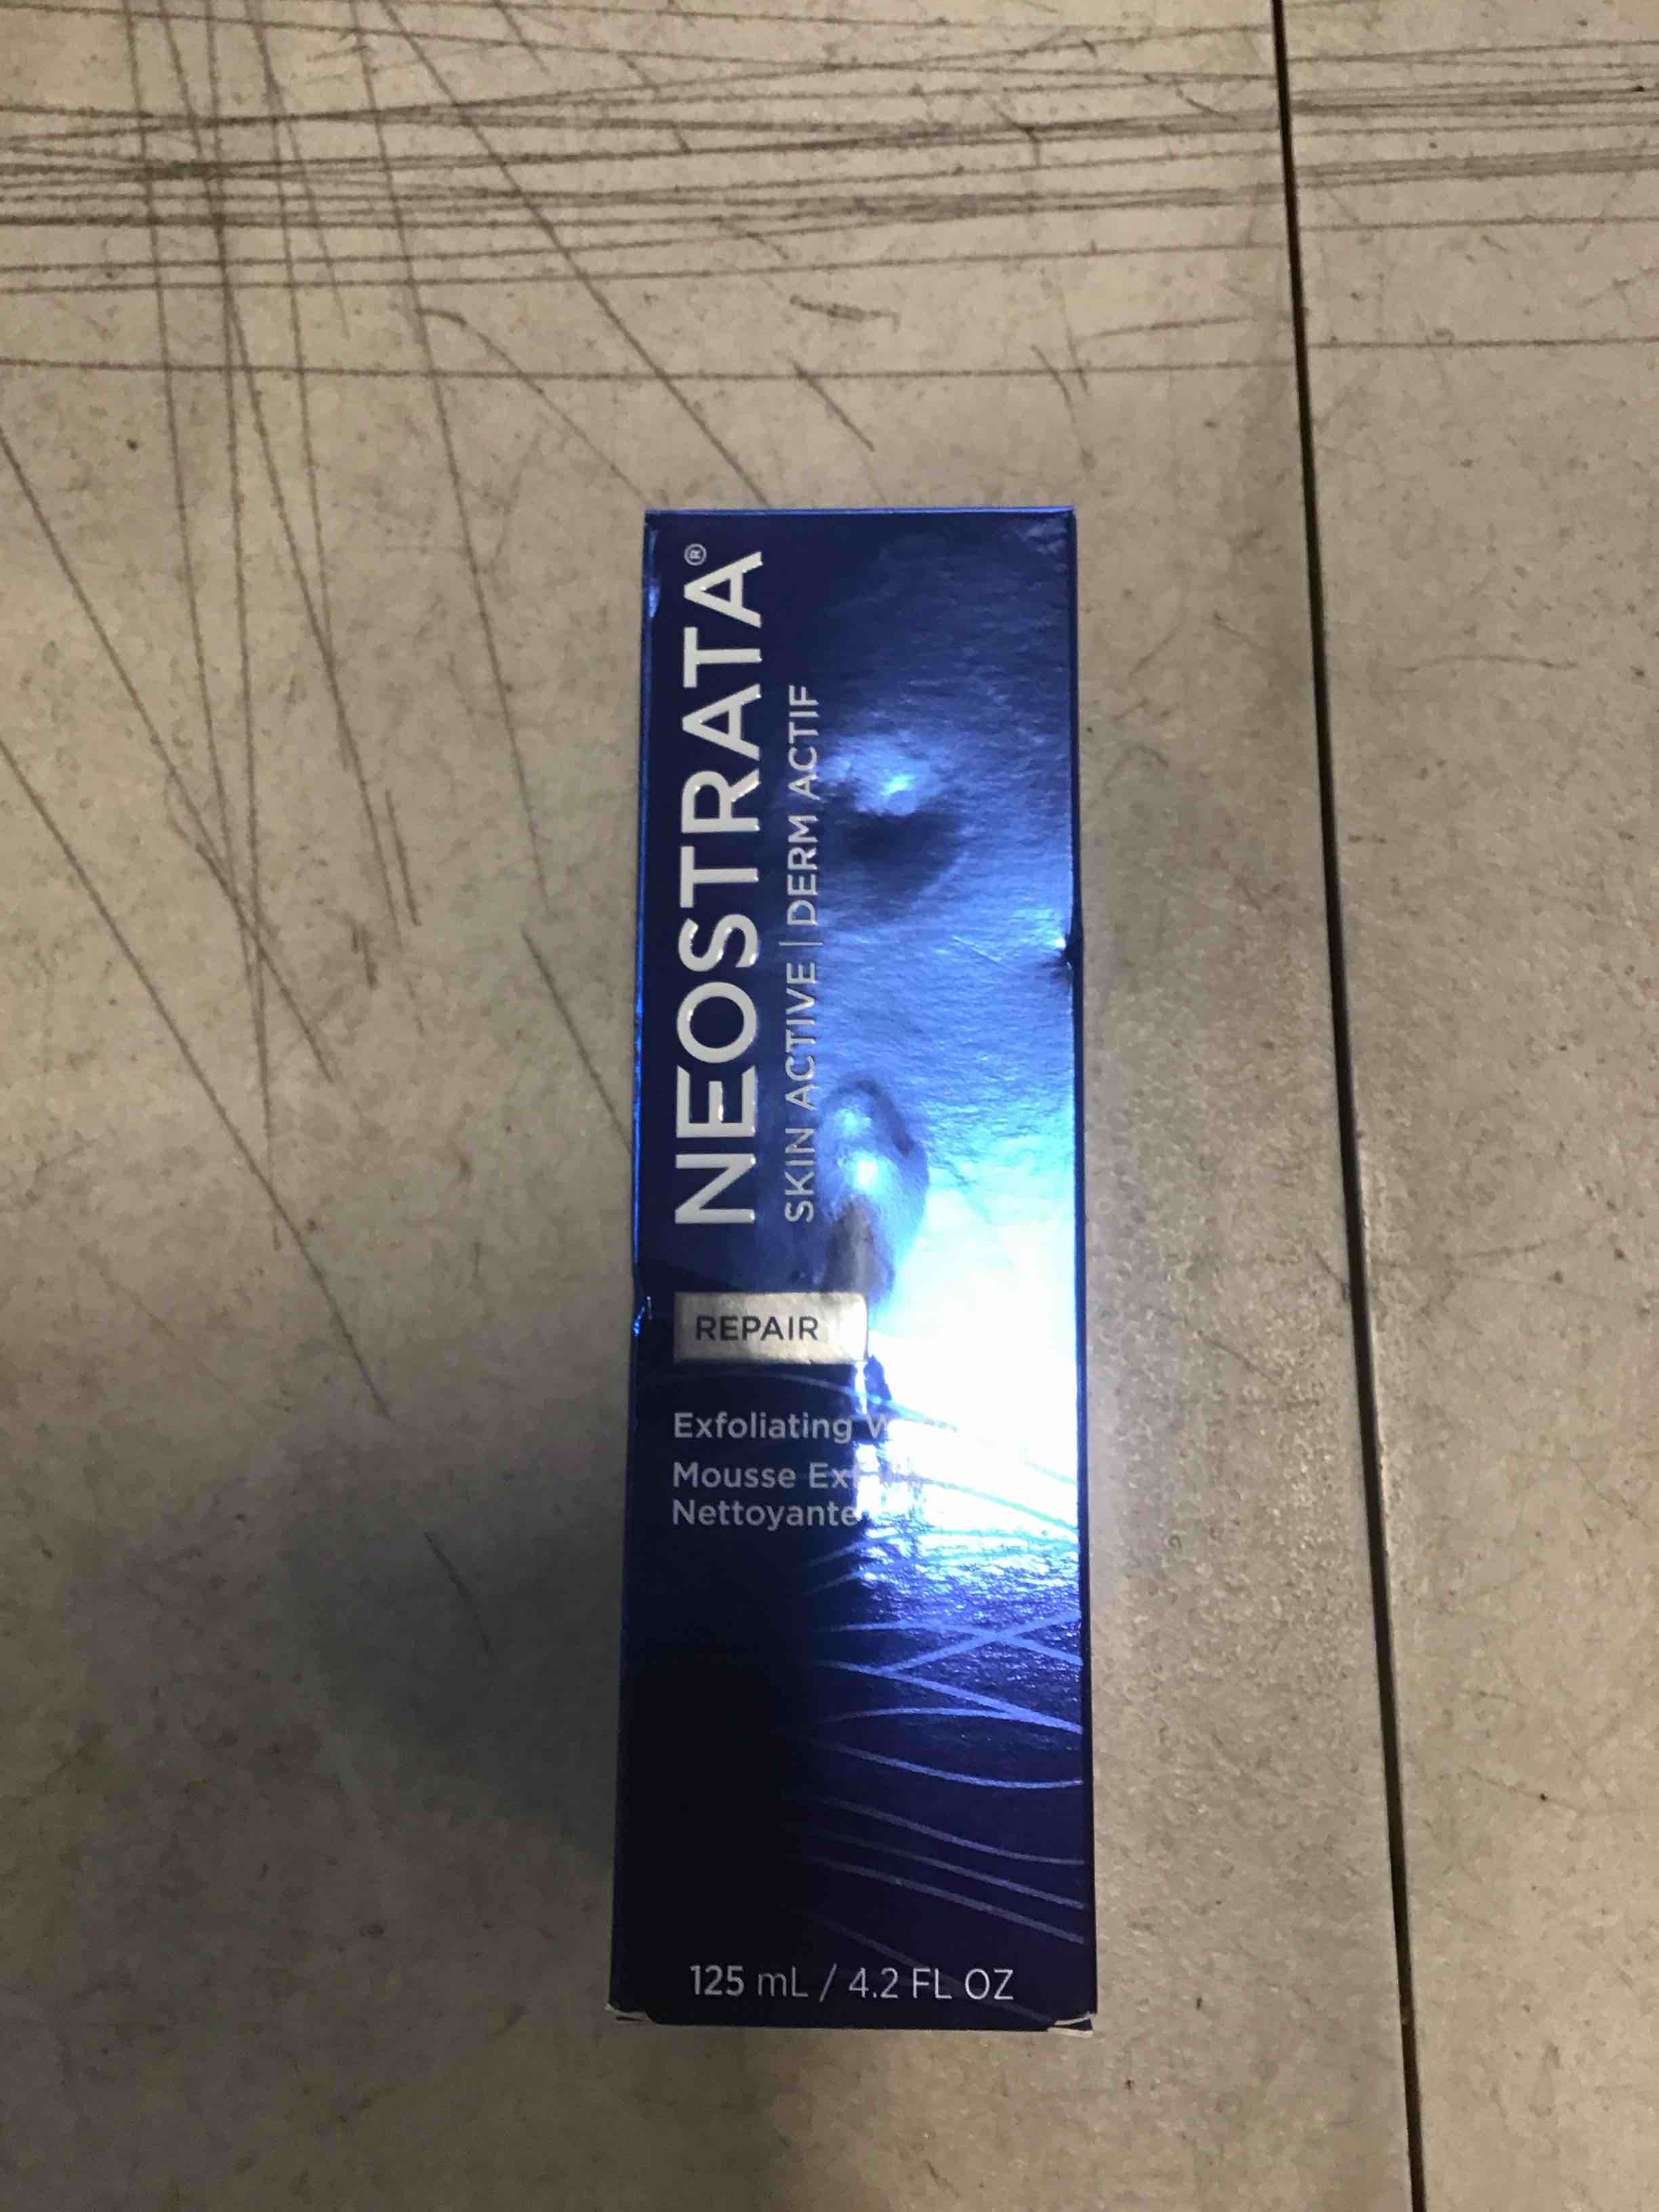 NEOSTRATA®
SKIN ACTIVE | DERM ACTIF
REPAIR
Exfoliating
Mousse
Nettoyante
125 mL / 4.2 FL OZ